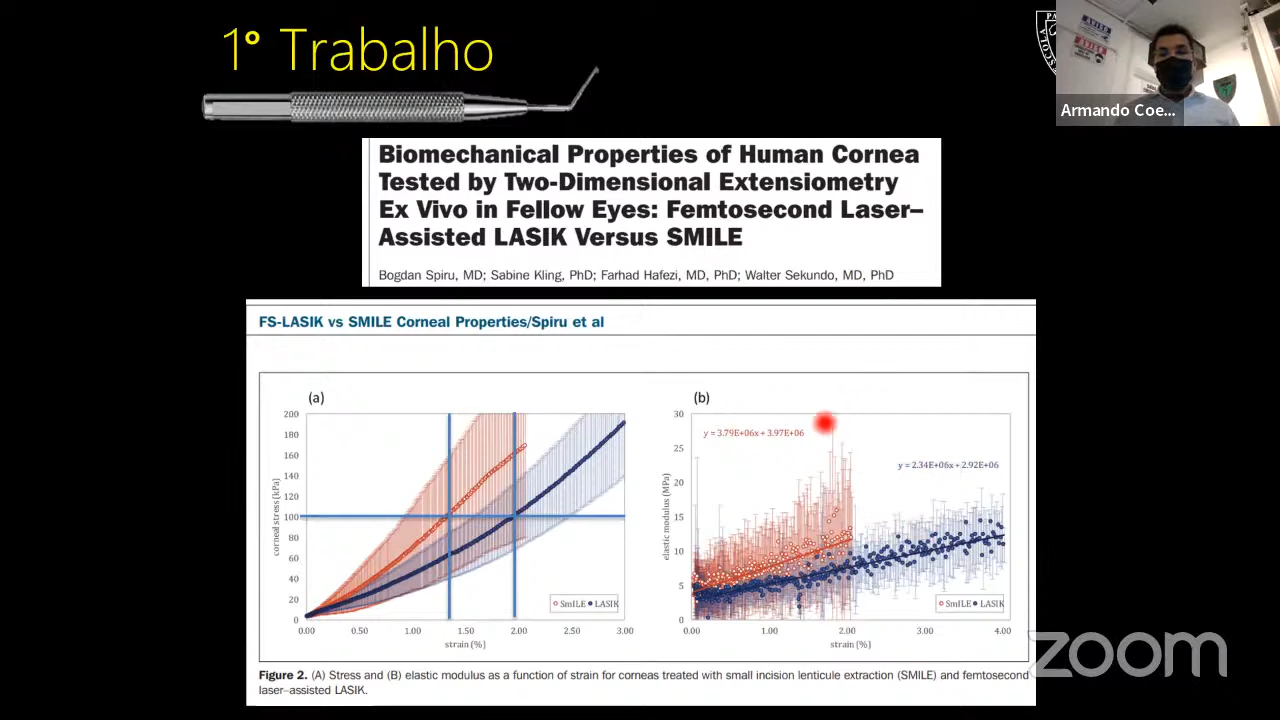 1° Trabalho
Armando Coe...
Biomechanical Properties of Human Cornea
Tested by Two-Dimensional Extensiometry
Ex Vivo in Fellow Eyes: Femtosecond Laser–
Assisted LASIK Versus SMILE
Bogdan Spiru, MD; Sabine Kling, PhD; Farhad Hafezi, MD, PhD; Walter Sekundo, MD, PhD
FS-LASIK vs SMILE Corneal Properties/Spiru et al
(a)
200
180
160
140
120
100
80
60
40
20
0
corneal stress [kPa]
0.00 0.50 1.00 1.50 2.00 2.50 3.00
strain [%]
SmILE LASIK
(b)
30
25
20
15
10
5
0
elastic modulus [MPa]
y = 3.79E+06x + 3.97E+06
y = 2.34E+06x + 2.92E+06
0.00 1.00 2.00 3.00 4.00
strain [%]
SmILE LASIK
Figure 2. (A) Stress and (B) elastic modulus as a function of strain for corneas treated with small incision lenticule extraction (SMILE) and femtosecond
laser–assisted LASIK.
zoom